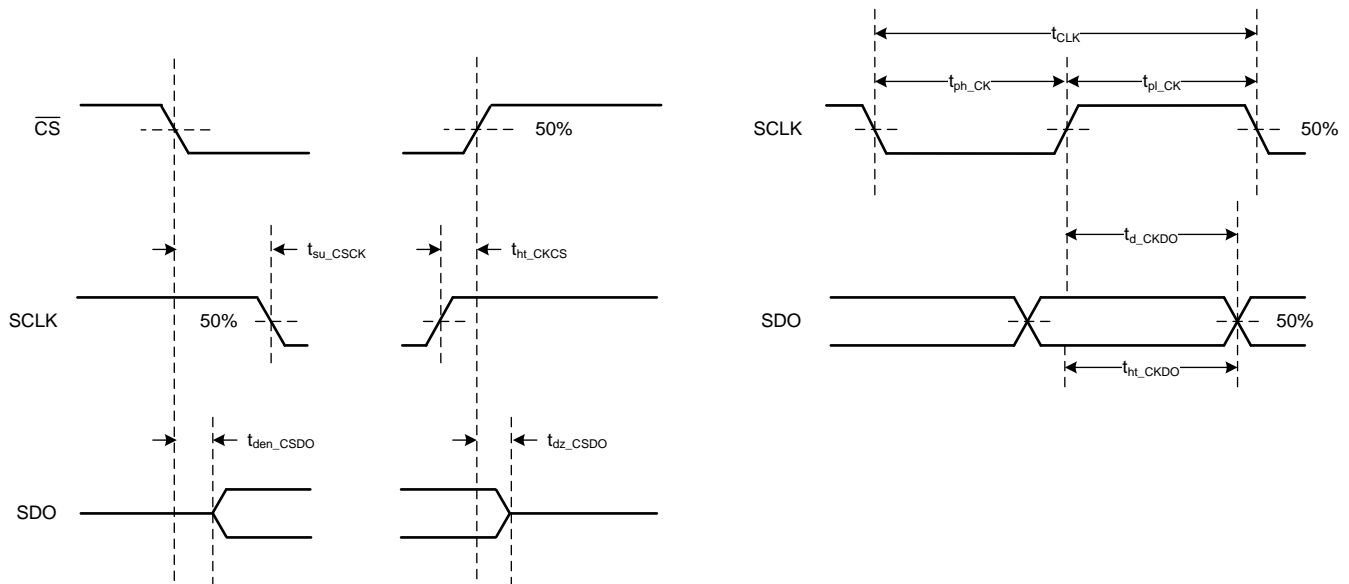 t_CLK
t_ph_CK
t_pl_CK
CS
50%
SCLK
50%
t_su_CSCK
t_ht_CKCS
t_d_CKDO
SCLK
50%
SDO
50%
t_ht_CKDO
t_den_CSDO
t_dz_CSDO
SDO